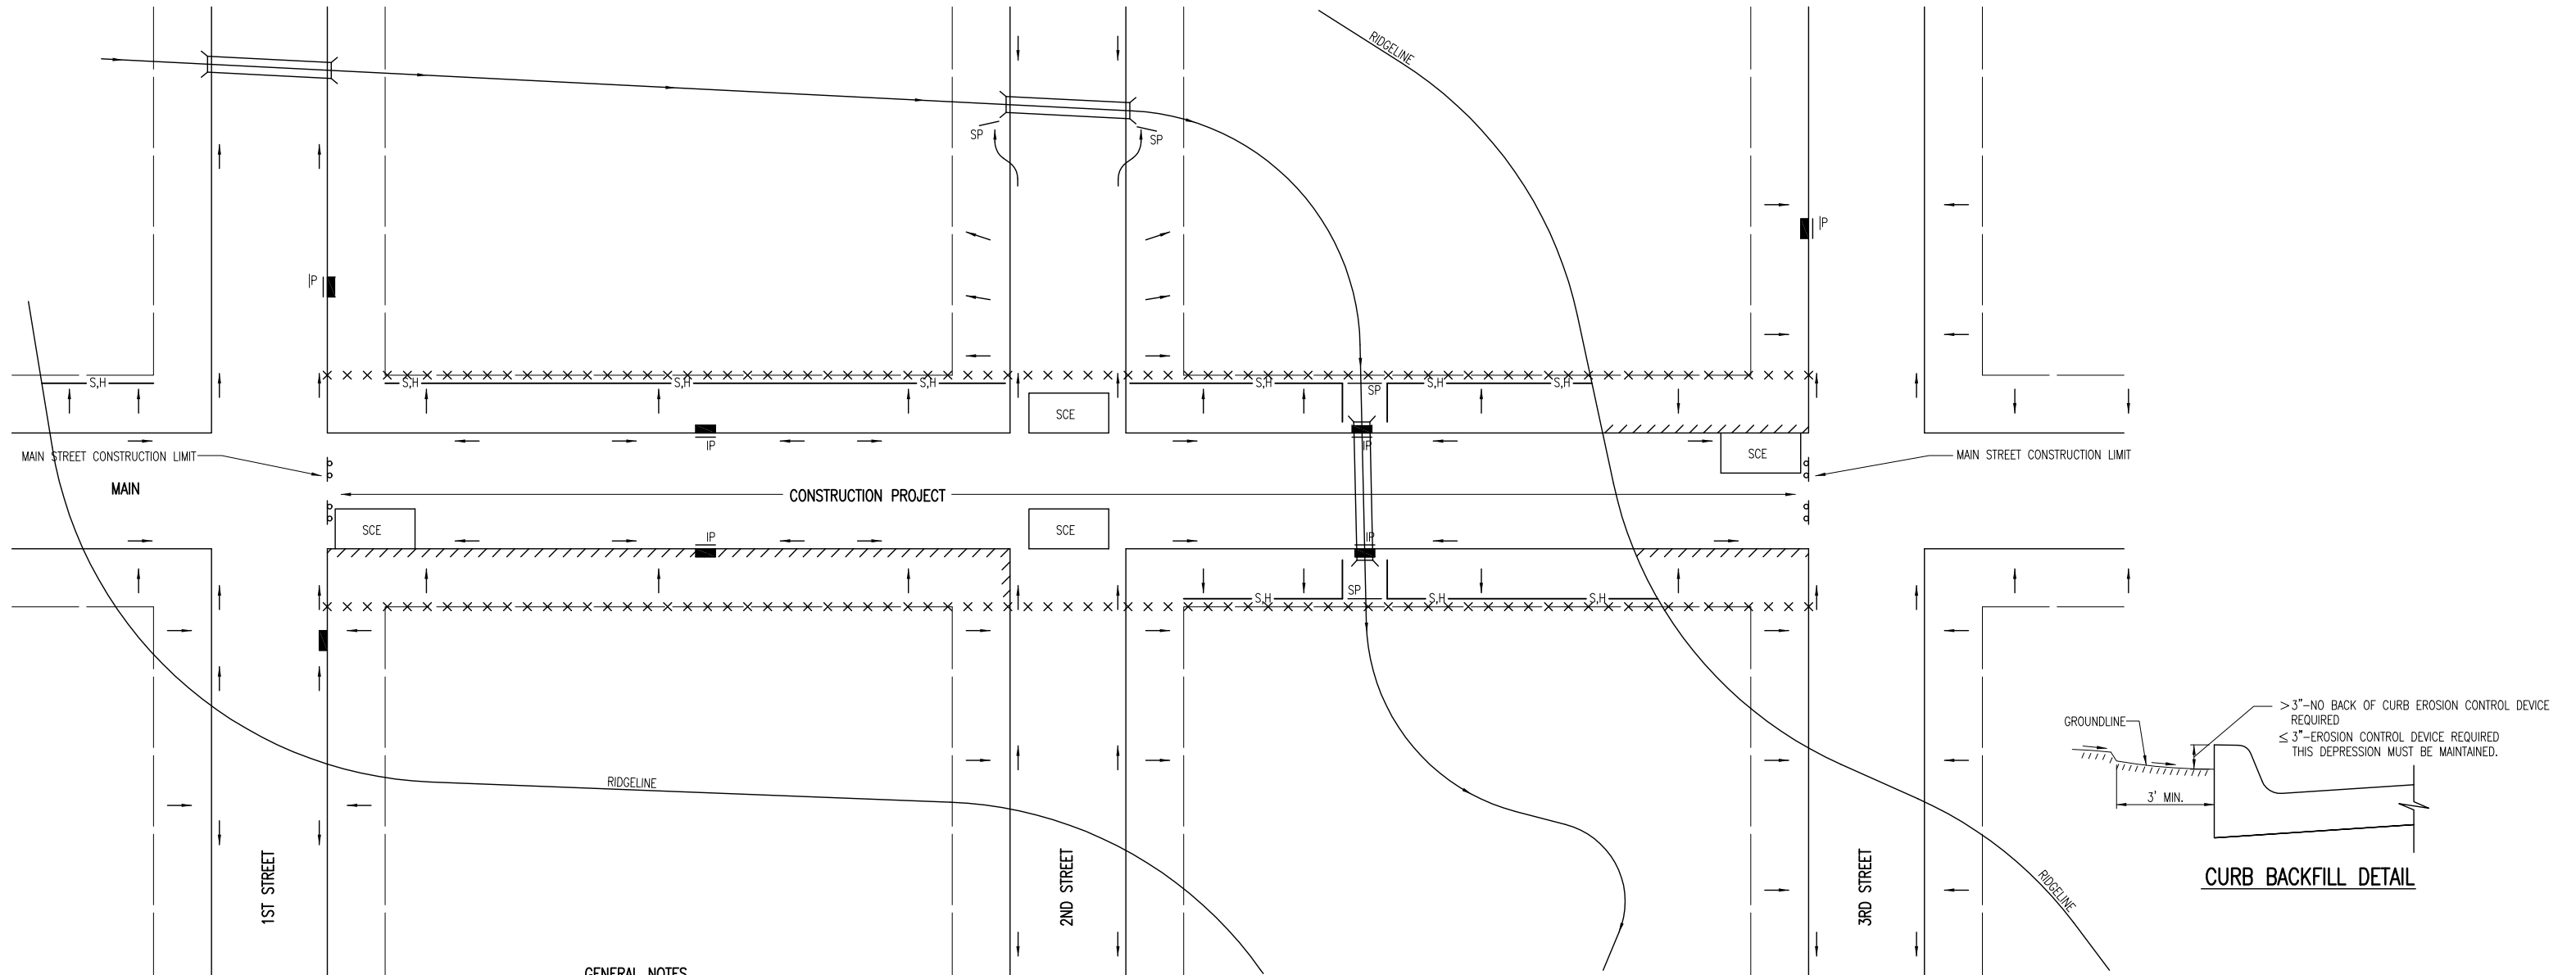 RIDGELINE
SP
SP
IP
IP
S,H
S,H
S,H
S,H
S,H
SP
S,H
S,H
SCE
IP
IP
SCE
MAIN STREET CONSTRUCTION LIMIT
MAIN STREET CONSTRUCTION LIMIT
MAIN
CONSTRUCTION PROJECT
SCE
SCE
IP
IP
SP
S,H
S,H
S,H
RIDGELINE
RIDGELINE
1ST STREET
2ND STREET
3RD STREET
GENERAL NOTES
>3"-NO BACK OF CURB EROSION CONTROL DEVICE
REQUIRED
≤ 3"-EROSION CONTROL DEVICE REQUIRED
THIS DEPRESSION MUST BE MAINTAINED.
GROUNDLINE
3' MIN.
CURB BACKFILL DETAIL